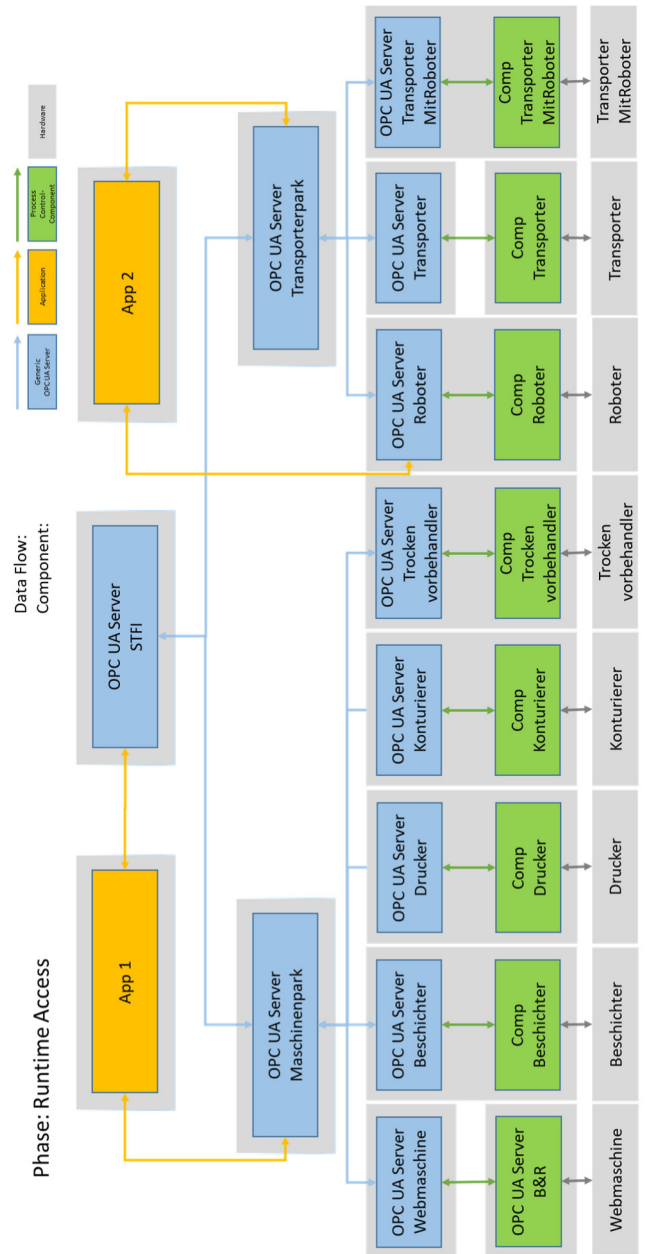 Phase: Runtime Access
Data Flow:
Component:
Generic
OPC UA Server
Application
Process
Control-
Component
Hardware
App 1
OPC UA Server
STFI
App 2
OPC UA Server
Maschinenpark
OPC UA Server
Transporterpark
OPC UA Server
Webmaschine
OPC UA Server
Beschichter
OPC UA Server
Drucker
OPC UA Server
Konturierer
OPC UA Server
Trocken
vorbehandler
OPC UA Server
Roboter
OPC UA Server
Transporter
OPC UA Server
Transporter
MitRoboter
OPC UA Server
B&R
Comp
Beschichter
Comp
Drucker
Comp
Konturierer
Comp
Trocken
vorbehandler
Comp
Roboter
Comp
Transporter
Comp
Transporter
MitRoboter
Webmaschine
Beschichter
Drucker
Konturierer
Trocken
vorbehandler
Roboter
Transporter
Transporter
MitRoboter